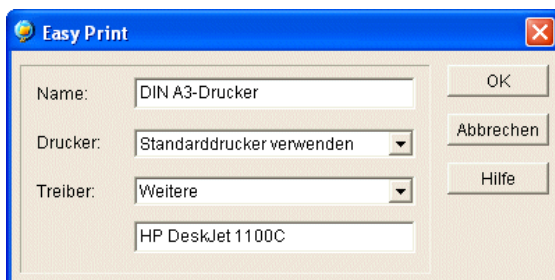 Easy Print
Name: DIN A3-Drucker
OK
Drucker: Standarddrucker verwenden
Abbrechen
Treiber: Weitere
Hilfe
HP DeskJet 1100C